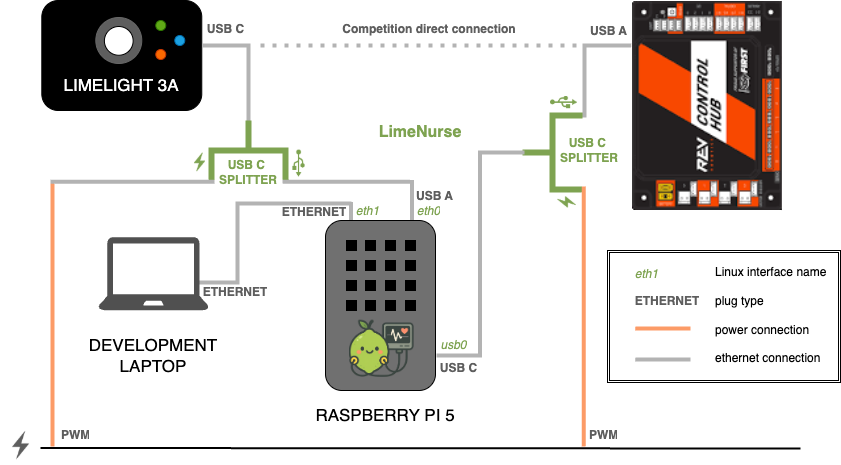 USB C
Competition direct connection
USB A
LIMELIGHT 3A
REV
CONTROL
HUB
FIRST
LimeNurse
USB C
SPLITTER
USB C
SPLITTER
USB A
ETHERNET
eth1
eth0
ETHERNET
DEVELOPMENT
LAPTOP
usb0
USB C
RASPBERRY PI 5
eth1
Linux interface name
ETHERNET
plug type
power connection
ethernet connection
PWM
PWM